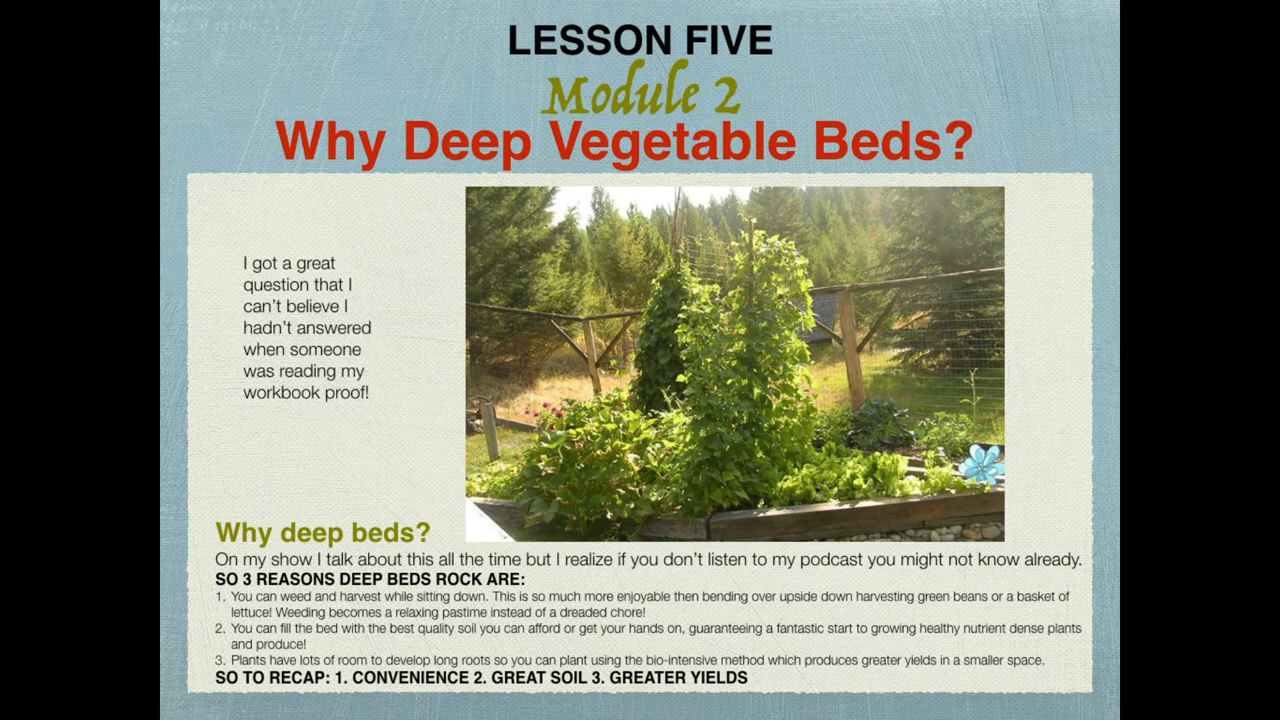 LESSON FIVE
Module 2
Why Deep Vegetable Beds?
I got a great
question that I
can't believe I
hadn't answered
when someone
was reading my
workbook proof!
Why deep beds?
On my show I talk about this all the time but I realize if you don't listen to my podcast you might not know already.
SO 3 REASONS DEEP BEDS ROCK ARE:
1. You can weed and harvest while sitting down. This is so much more enjoyable then bending over upside down harvesting green beans or a basket of
lettuce! Weeding becomes a relaxing pastime instead of a dreaded chore!
2. You can fill the bed with the best quality soil you can afford or get your hands on, guaranteeing a fantastic start to growing healthy nutrient dense plants
and produce!
3. Plants have lots of room to develop long roots so you can plant using the bio-intensive method which produces greater yields in a smaller space.
SO TO RECAP: 1. CONVENIENCE 2. GREAT SOIL 3. GREATER YIELDS